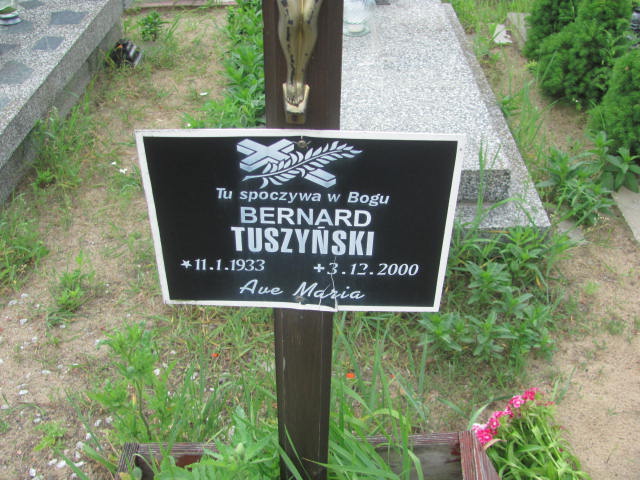 Tu spoczywa w Bogu
BERNARD
TUSZYŃSKI
*11.1.1933 +3.12.2000
Ave Maria